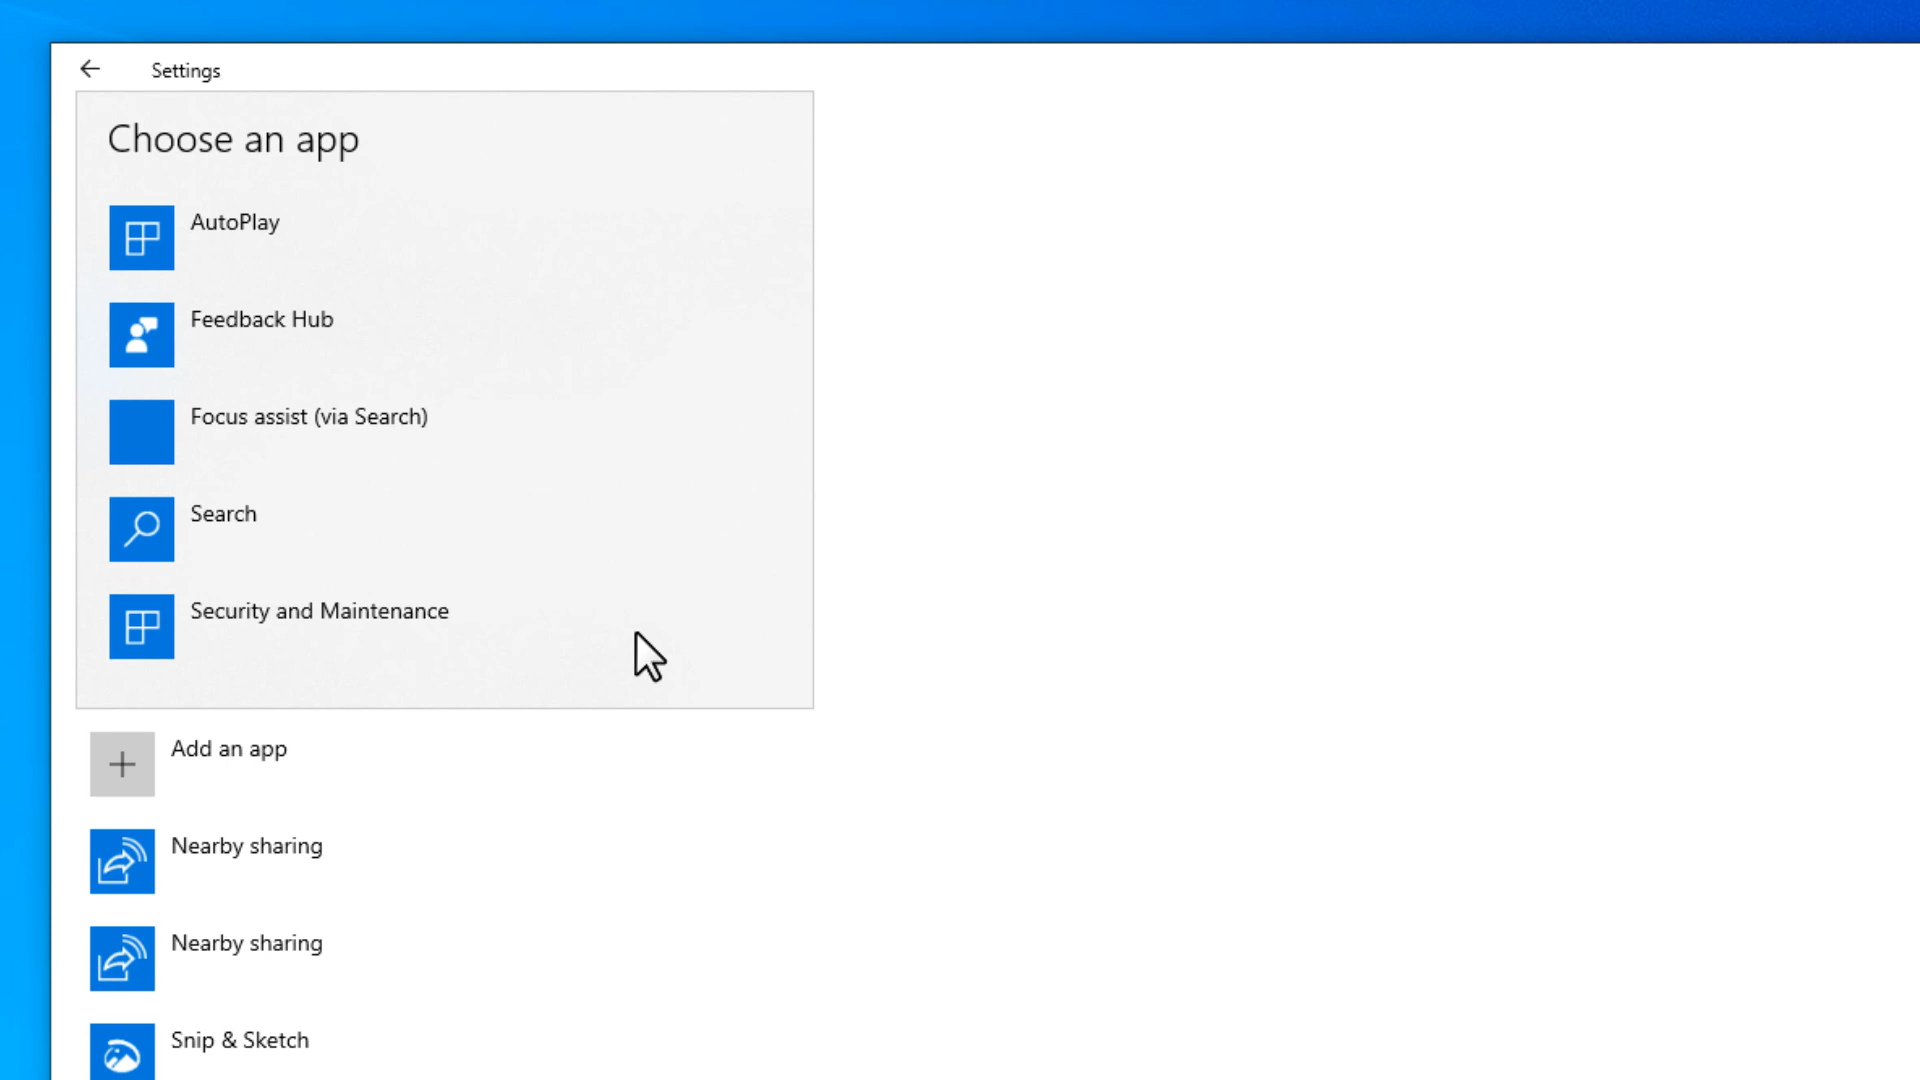 Settings
Choose an app
AutoPlay
Feedback Hub
Focus assist (via Search)
Search
Security and Maintenance
Add an app
Nearby sharing
Nearby sharing
Snip & Sketch